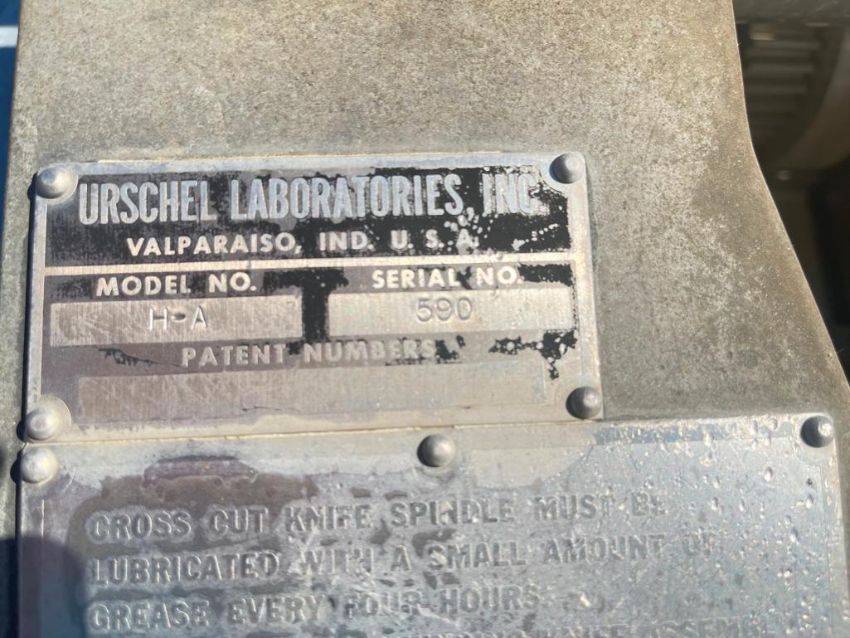 URSCHEL LABORATORIES, INC.
VALPARAISO, IND. U. S. A.
MODEL NO. SERIAL NO.
H-A 590
PATENT NUMBERS
CROSS CUT KNIFE SPINDLE MUST BE
LUBRICATED WITH A SMALL AMOUNT OF
GREASE EVERY FOUR HOURS.